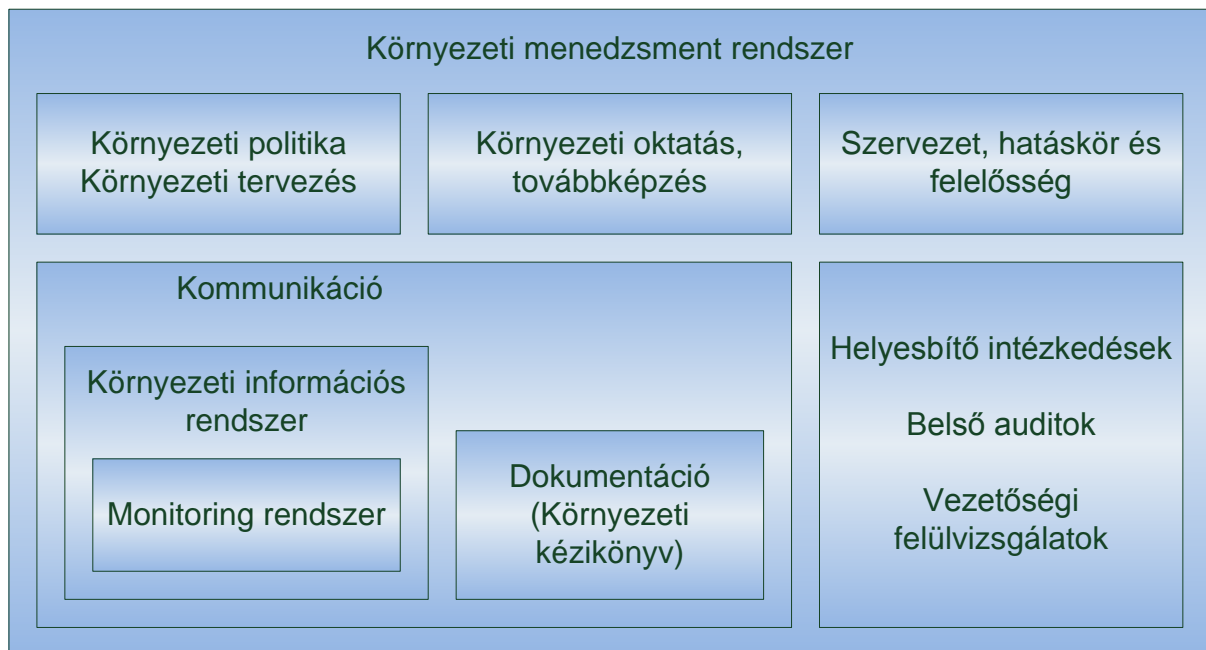 Környezeti menedzsment rendszer
Környezeti politika
Környezeti tervezés
Környezeti oktatás,
továbbképzés
Szervezet, hatáskör és
felelősség
Kommunikáció
Környezeti információs
rendszer
Monitoring rendszer
Dokumentáció
(Környezeti
kézikönyv)
Helyesbítő intézkedések
Belső auditok
Vezetőségi
felülvizsgálatok